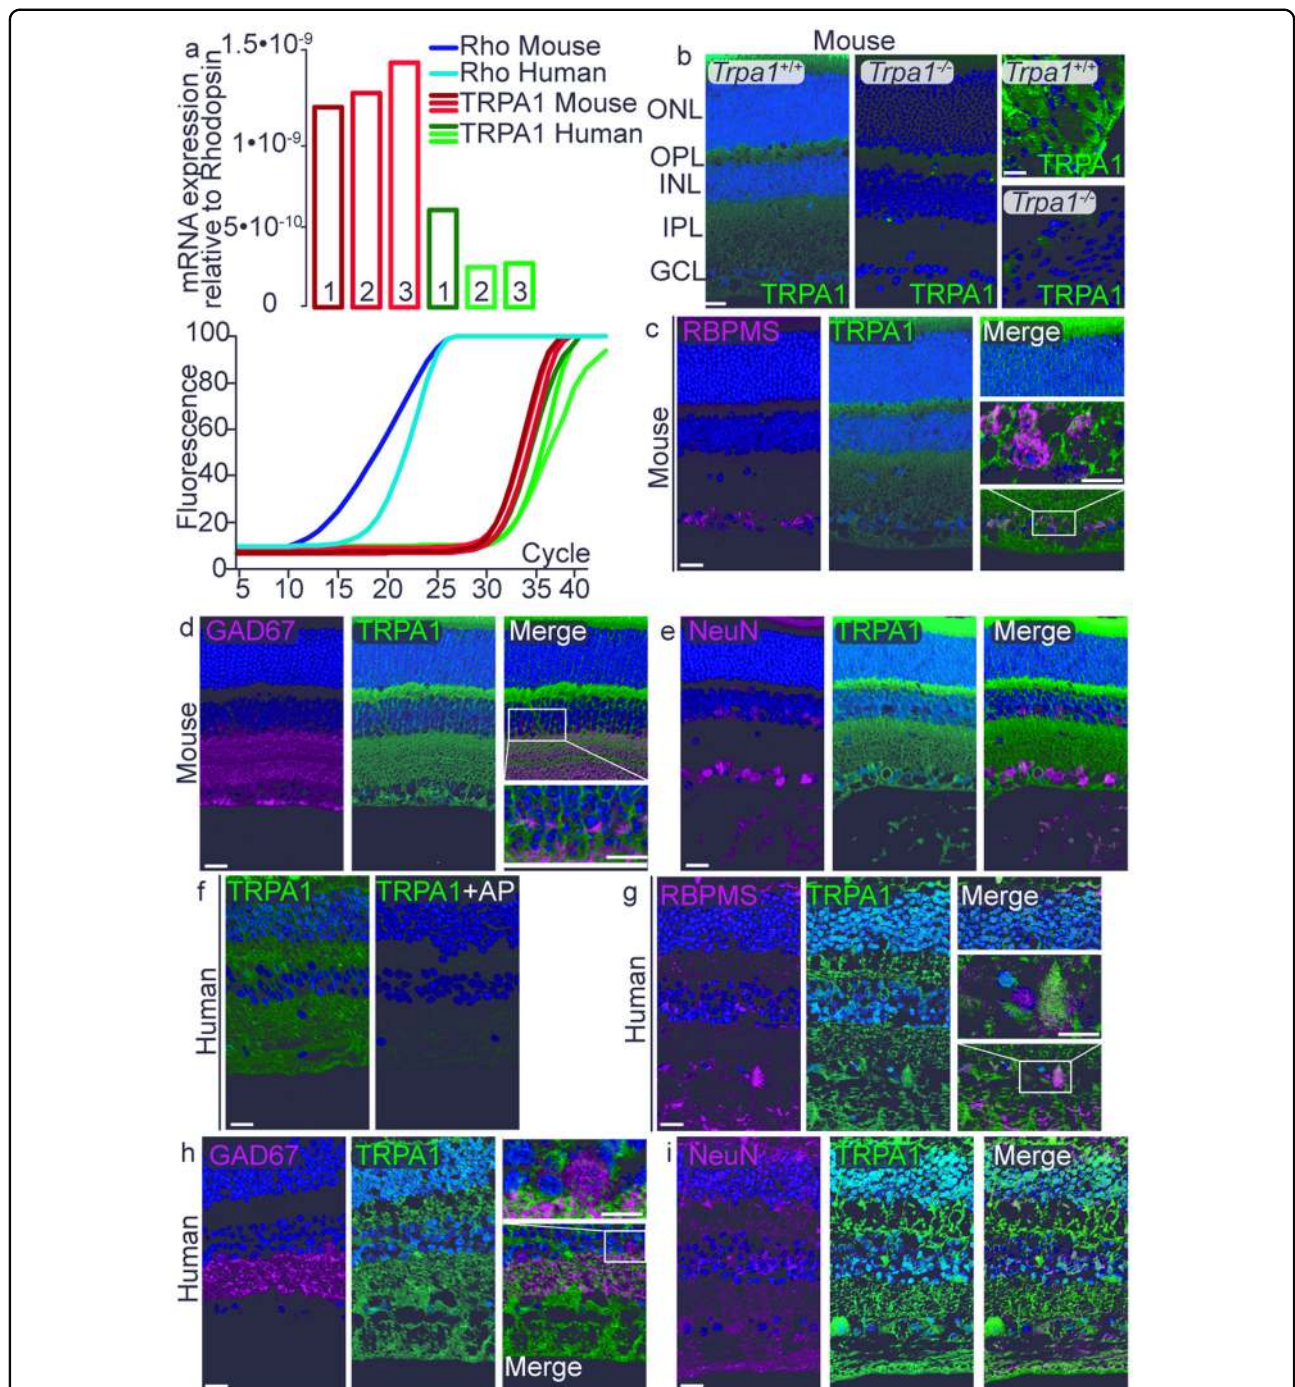 a
1.5•10⁻⁹
1•10⁻⁹
5•10⁻¹⁰
0
mRNA expression
relative to Rhodopsin
1 2 3 1 2 3
Rho Mouse
Rho Human
TRPA1 Mouse
TRPA1 Human
100
80
60
40
20
0
Fluorescence
Cycle
5 10 15 20 25 30 35 40
b
Mouse
Trpa1⁺/⁺
Trpa1⁻/⁻
Trpa1⁺/⁺
ONL
OPL
INL
IPL
GCL
TRPA1
TRPA1
TRPA1
Trpa1⁻/⁻
TRPA1
c
Mouse
RBPMS
TRPA1
Merge
d
Mouse
GAD67
TRPA1
Merge
e
NeuN
TRPA1
Merge
f
Human
TRPA1
TRPA1+AP
g
Human
RBPMS
TRPA1
Merge
h
Human
GAD67
TRPA1
Merge
i
NeuN
TRPA1
Merge